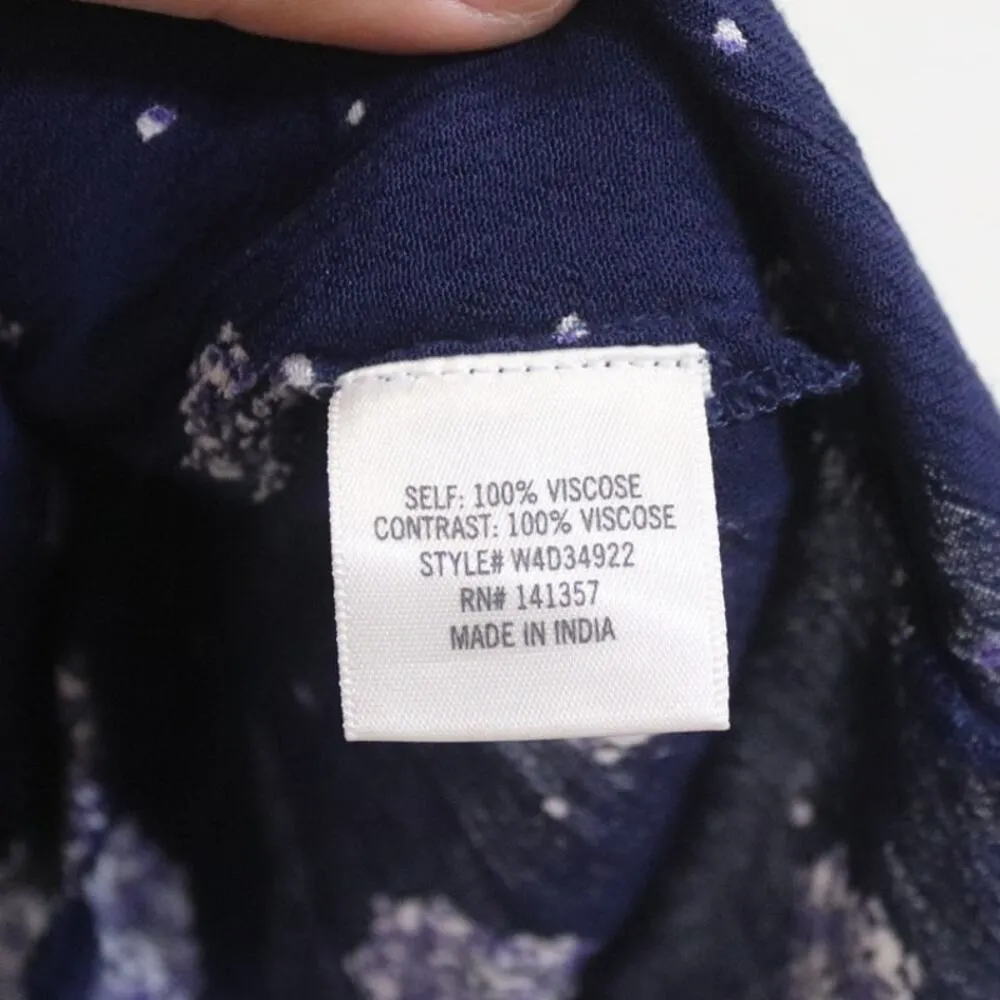 SELF: 100% VISCOSE
CONTRAST: 100% VISCOSE
STYLE# W4D34922
RN# 141357
MADE IN INDIA